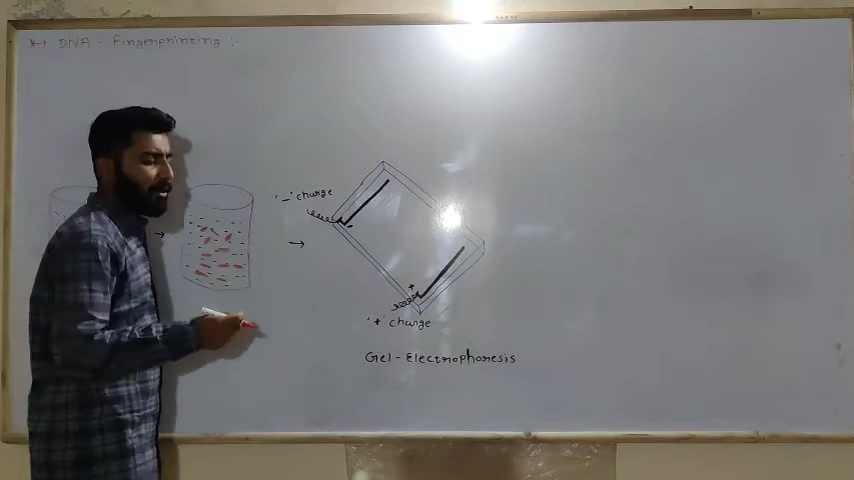 DNA - Fingerprinting :-
'-' charge
-
+
'+' charge
Gel - Electrophoresis